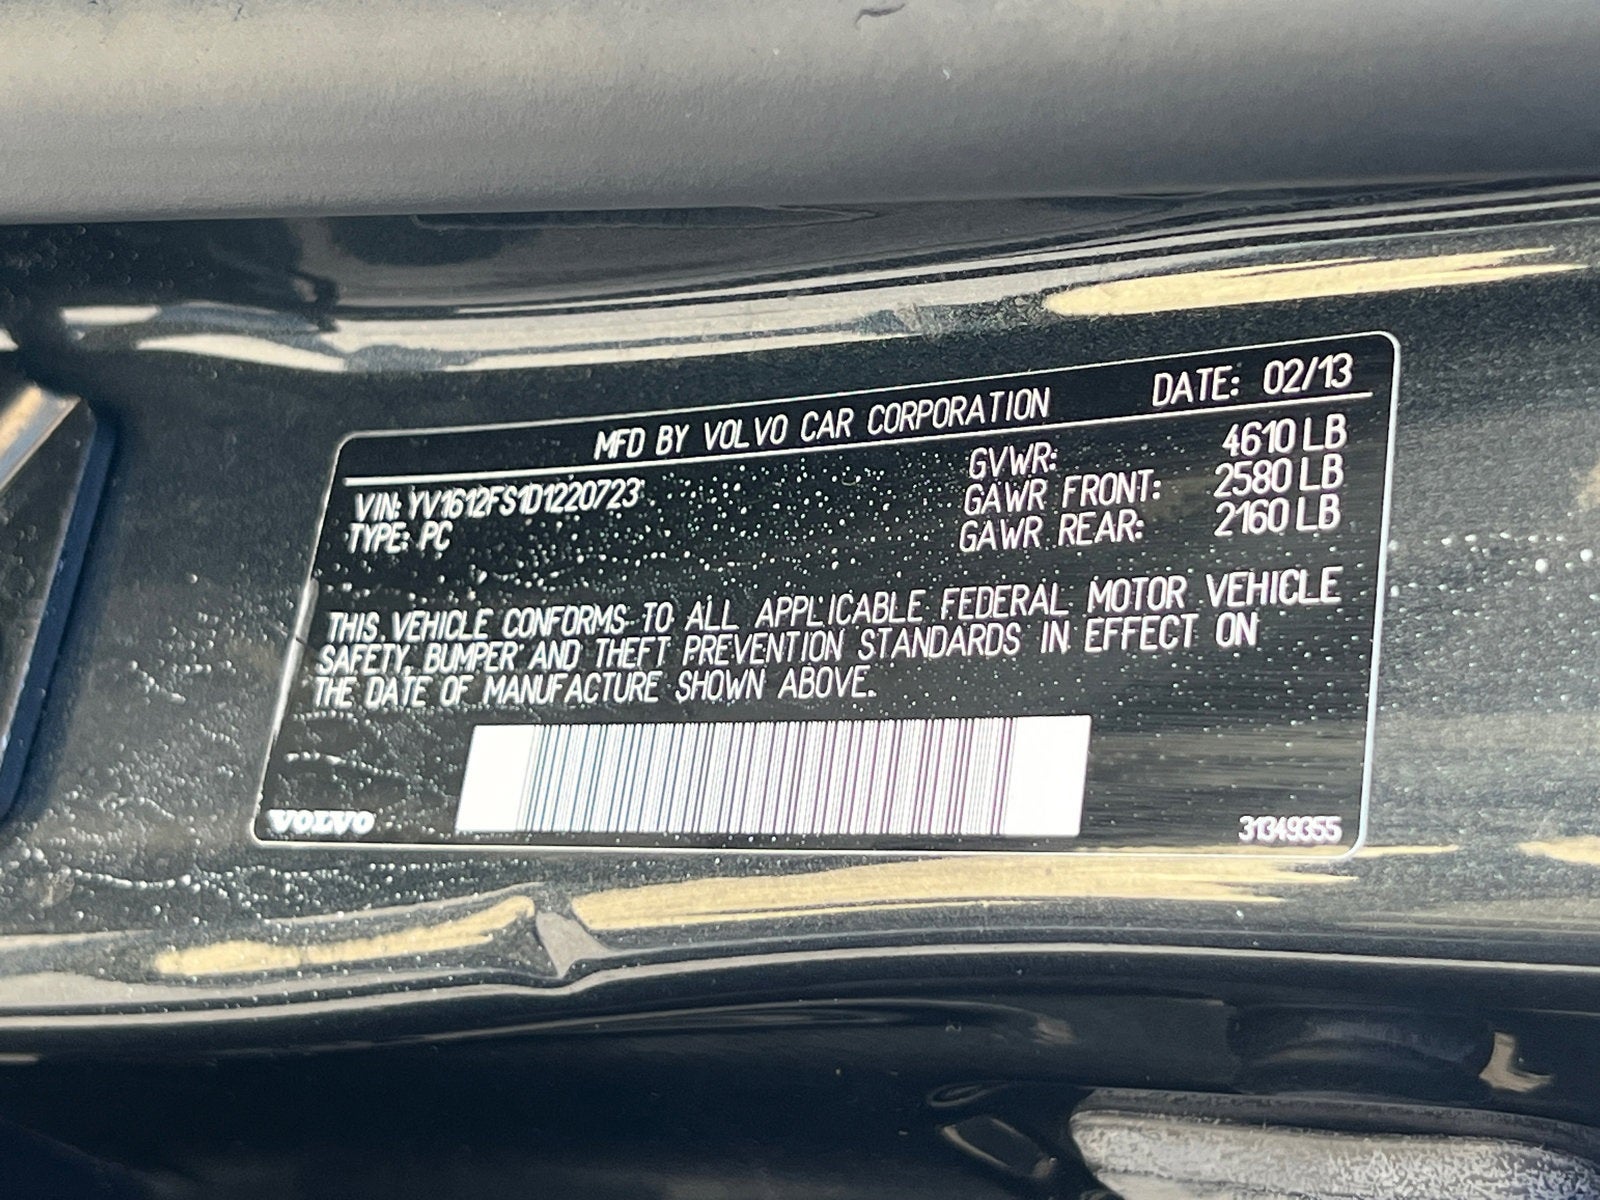 MFD BY VOLVO CAR CORPORATION DATE: 02/13
VIN: YV1612FS1D1220723 GVWR: 4610 LB
TYPE: PC GAWR FRONT: 2580 LB
GAWR REAR: 2160 LB
THIS VEHICLE CONFORMS TO ALL APPLICABLE FEDERAL MOTOR VEHICLE
SAFETY, BUMPER AND THEFT PREVENTION STANDARDS IN EFFECT ON
THE DATE OF MANUFACTURE SHOWN ABOVE.
VOLVO 31349355